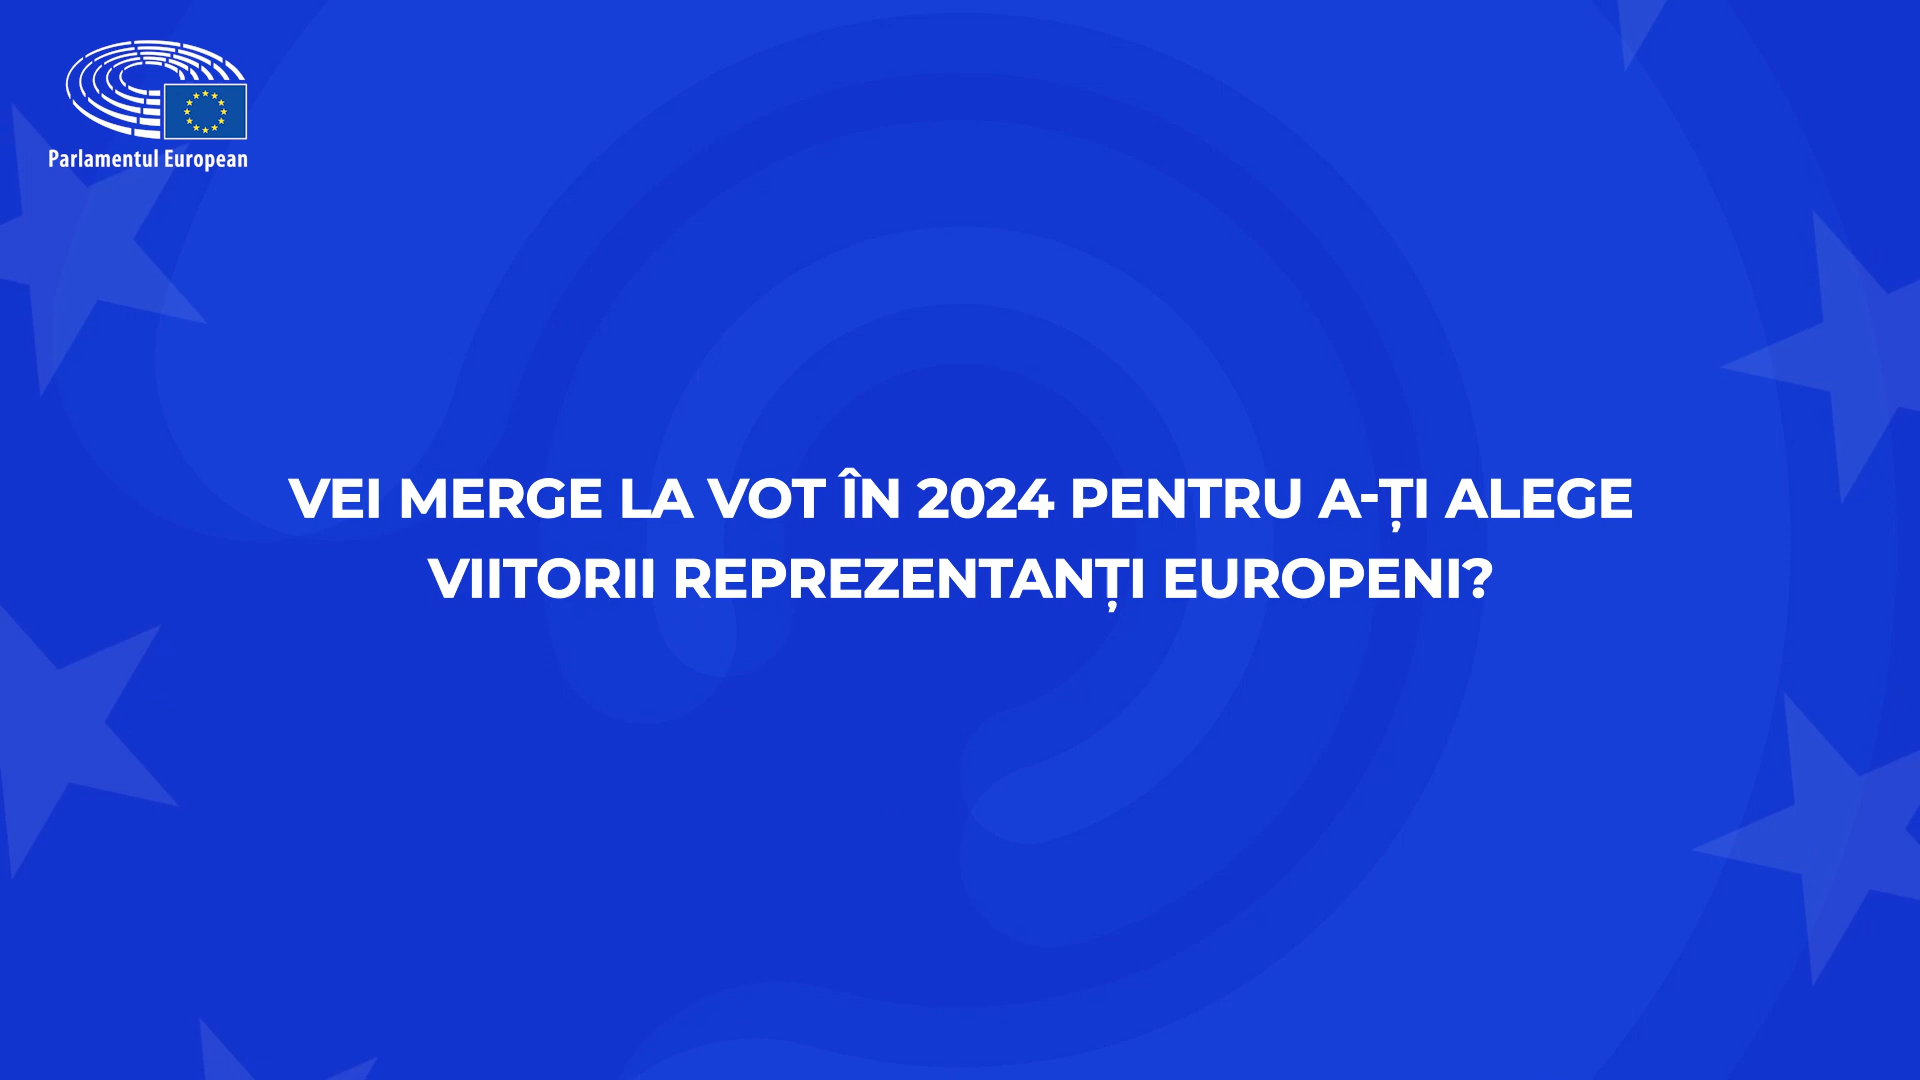 Parlamentul European
VEI MERGE LA VOT ÎN 2024 PENTRU A-ȚI ALEGE
VIITORII REPREZENTANȚI EUROPENI?